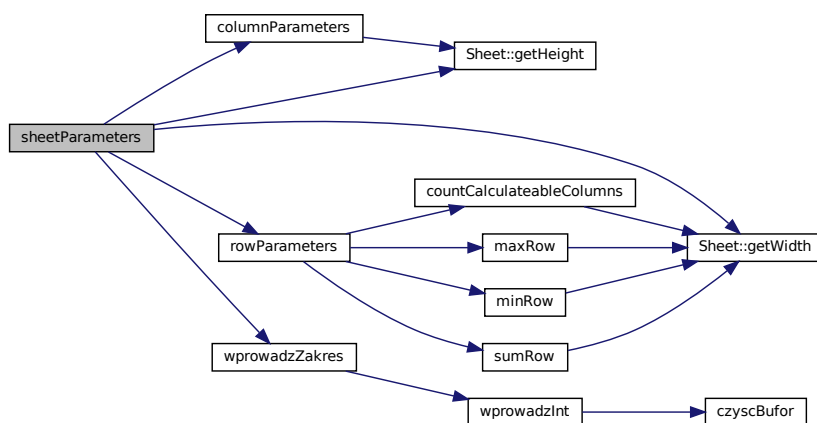 columnParameters
Sheet::getHeight
sheetParameters
countCalculateableColumns
rowParameters
maxRow
Sheet::getWidth
minRow
wprowadzZakres
sumRow
wprowadzInt
czyscBufor